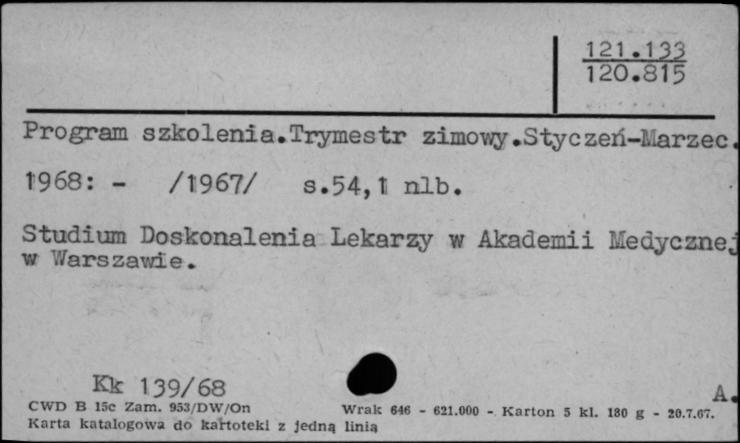 121.133
120.815
Program szkolenia.Trymestr zimowy.Styczeń-Marzec.
1968: - /1967/ s.54,1 nlb.
Studium Doskonalenia Lekarzy w Akademii Medycznej
w Warszawie.
Kk 139/68
A.
CWD B 15c Zam. 953/DW/On Wrak 646 - 621.000 - Karton 5 kl. 180 g - 20.7.67.
Karta katalogowa do kartoteki z jedną linią